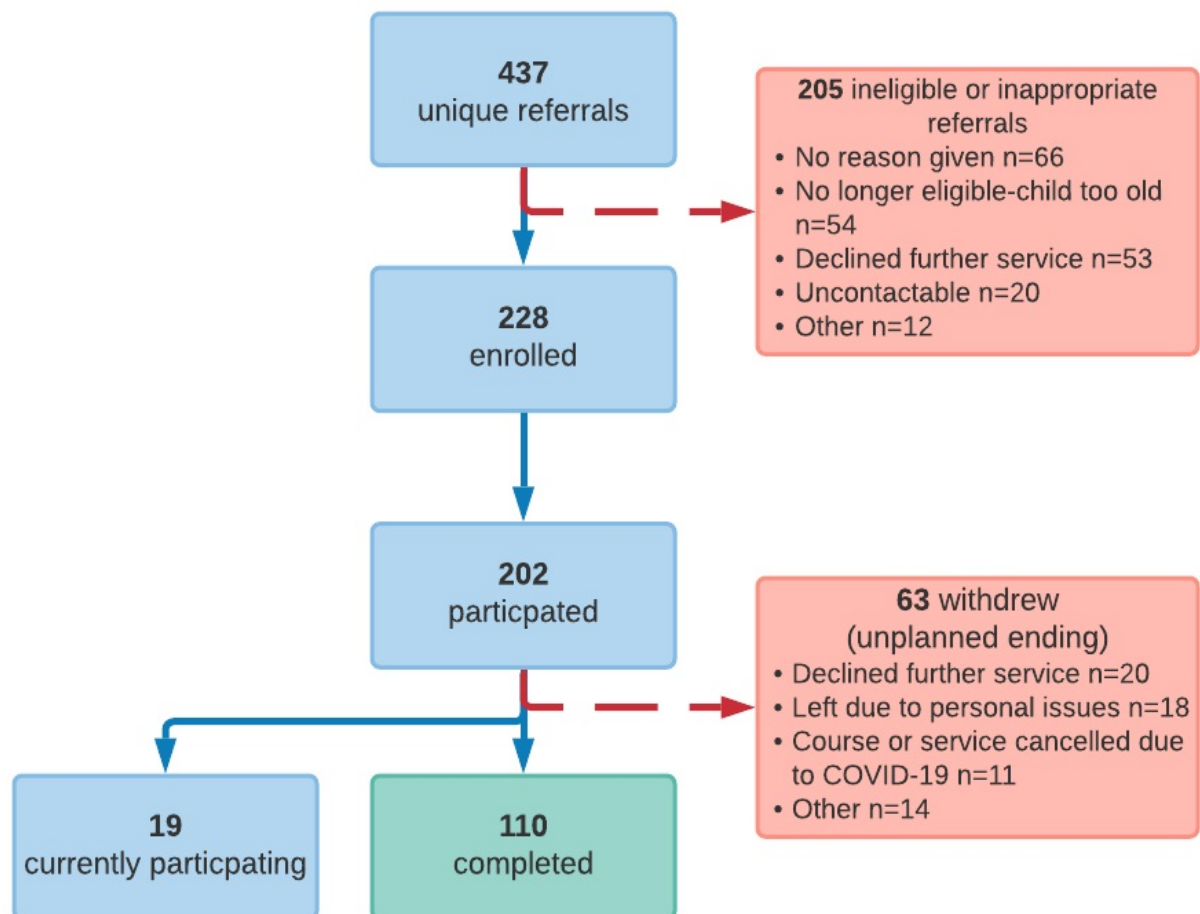 437
unique referrals
205 ineligible or inappropriate
referrals
• No reason given n=66
• No longer eligible-child too old
n=54
• Declined further service n=53
• Uncontactable n=20
• Other n=12
228
enrolled
202
particpated
63 withdrew
(unplanned ending)
• Declined further service n=20
• Left due to personal issues n=18
• Course or service cancelled due
to COVID-19 n=11
• Other n=14
19
currently particpating
110
completed